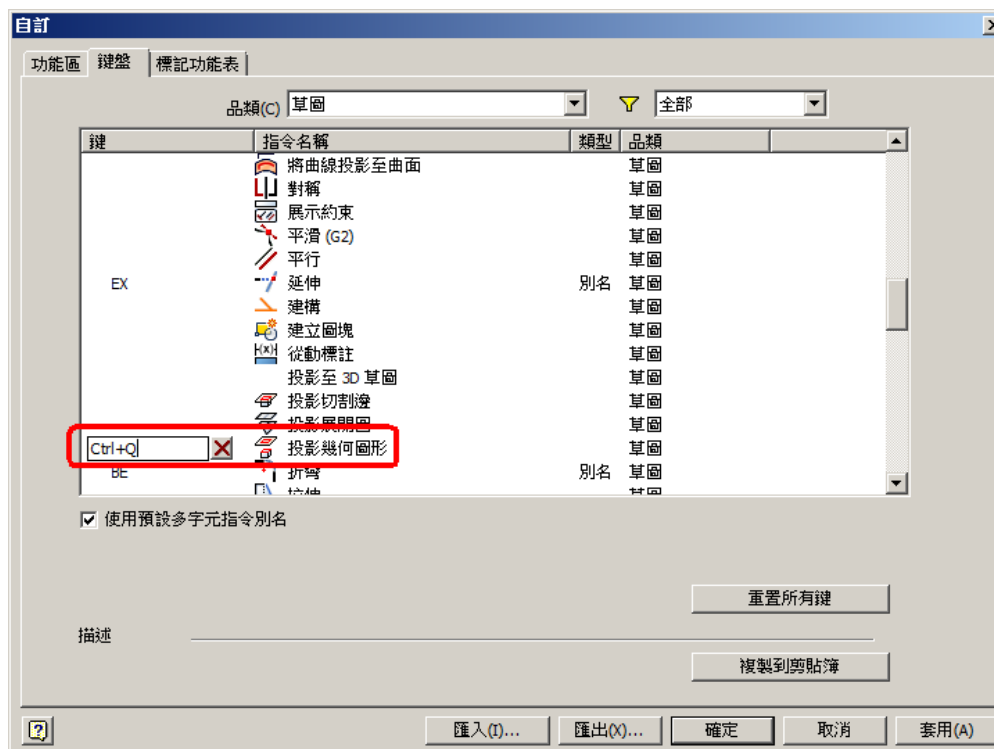 自訂
功能區 鍵盤 標記功能表
品類(C) 草圖 全部
鍵 指令名稱 類型 品類
將曲線投影至曲面 草圖
對稱 草圖
展示約束 草圖
平滑 (G2) 草圖
平行 草圖
EX 延伸 別名 草圖
建構 草圖
建立圖塊 草圖
從動標註 草圖
投影至 3D 草圖 草圖
投影切割邊 草圖
投影展開圖 草圖
Ctrl+Q 投影幾何圖形 草圖
BE 折彎 別名 草圖
拉伸 草圖
使用預設多字元指令別名
重置所有鍵
描述
複製到剪貼簿
匯入(I)... 匯出(X)... 確定 取消 套用(A)